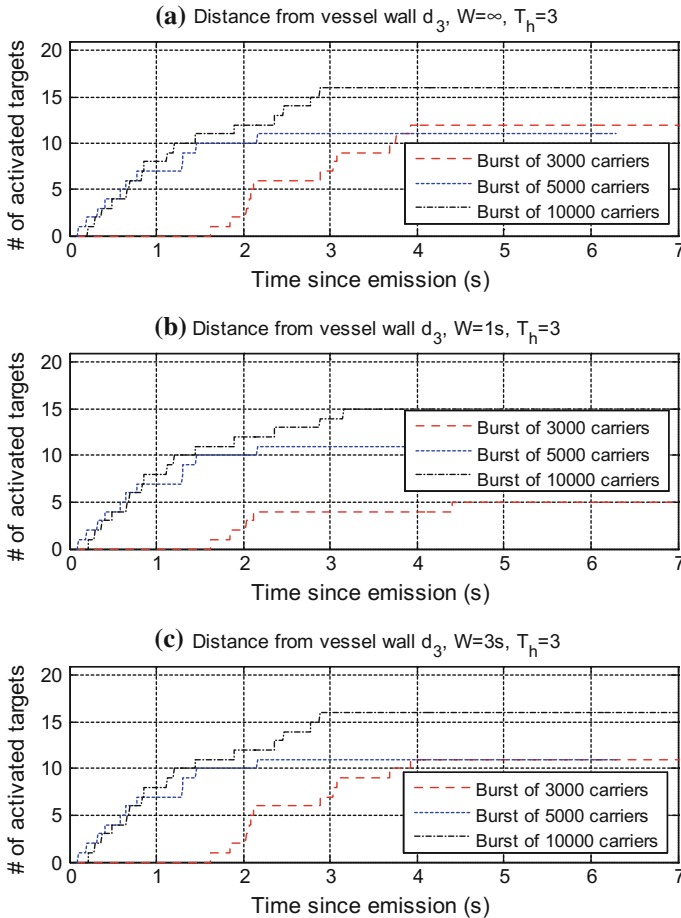 (a) Distance from vessel wall d3, W=∞, Th=3
# of activated targets
20
15
10
5
0
Burst of 3000 carriers
Burst of 5000 carriers
Burst of 10000 carriers
0 1 2 3 4 5 6 7
Time since emission (s)
(b) Distance from vessel wall d3, W=1s, Th=3
# of activated targets
20
15
10
5
0
Burst of 3000 carriers
Burst of 5000 carriers
Burst of 10000 carriers
0 1 2 3 4 5 6 7
Time since emission (s)
(c) Distance from vessel wall d3, W=3s, Th=3
# of activated targets
20
15
10
5
0
Burst of 3000 carriers
Burst of 5000 carriers
Burst of 10000 carriers
0 1 2 3 4 5 6 7
Time since emission (s)